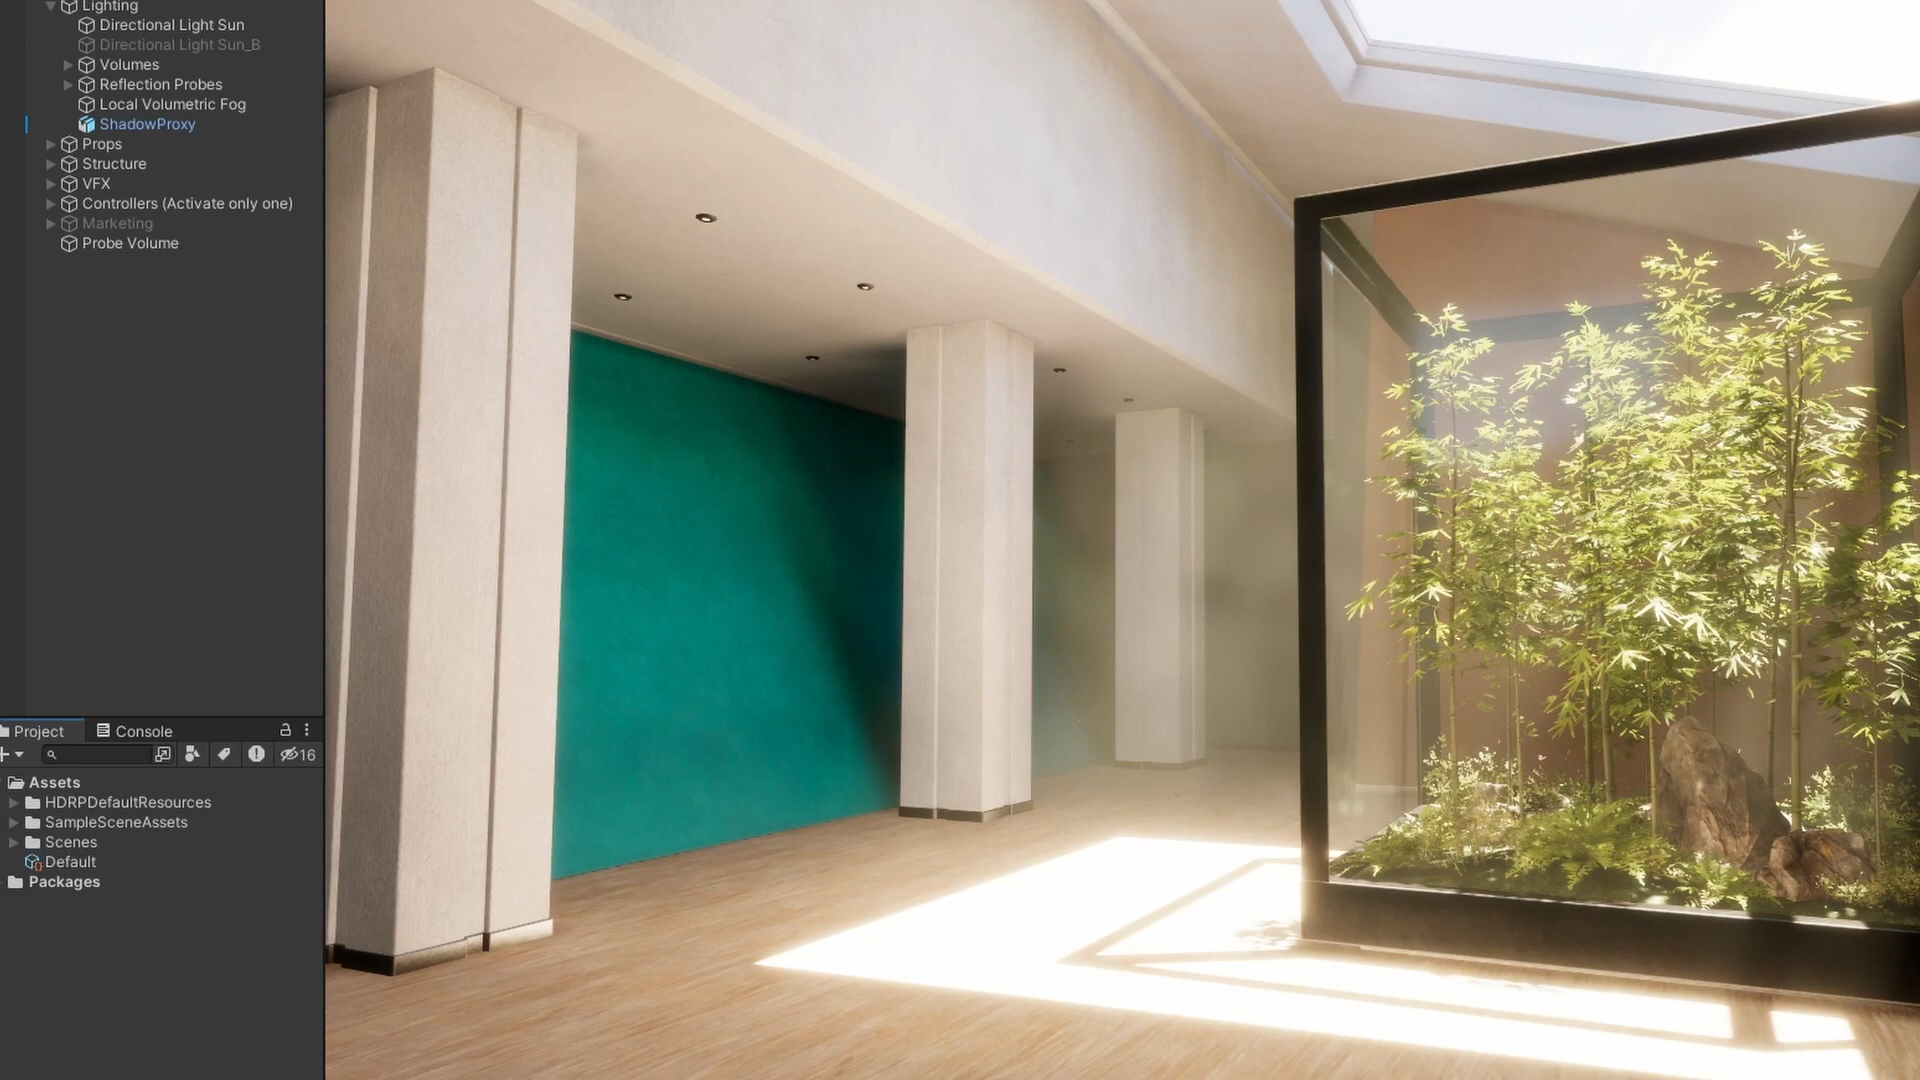 Lighting
Directional Light Sun
Directional Light Sun_B
Volumes
Reflection Probes
Local Volumetric Fog
ShadowProxy
Props
Structure
VFX
Controllers (Activate only one)
Marketing
Probe Volume
Project
Console
16
Assets
HDRPDefaultResources
SampleSceneAssets
Scenes
Default
Packages